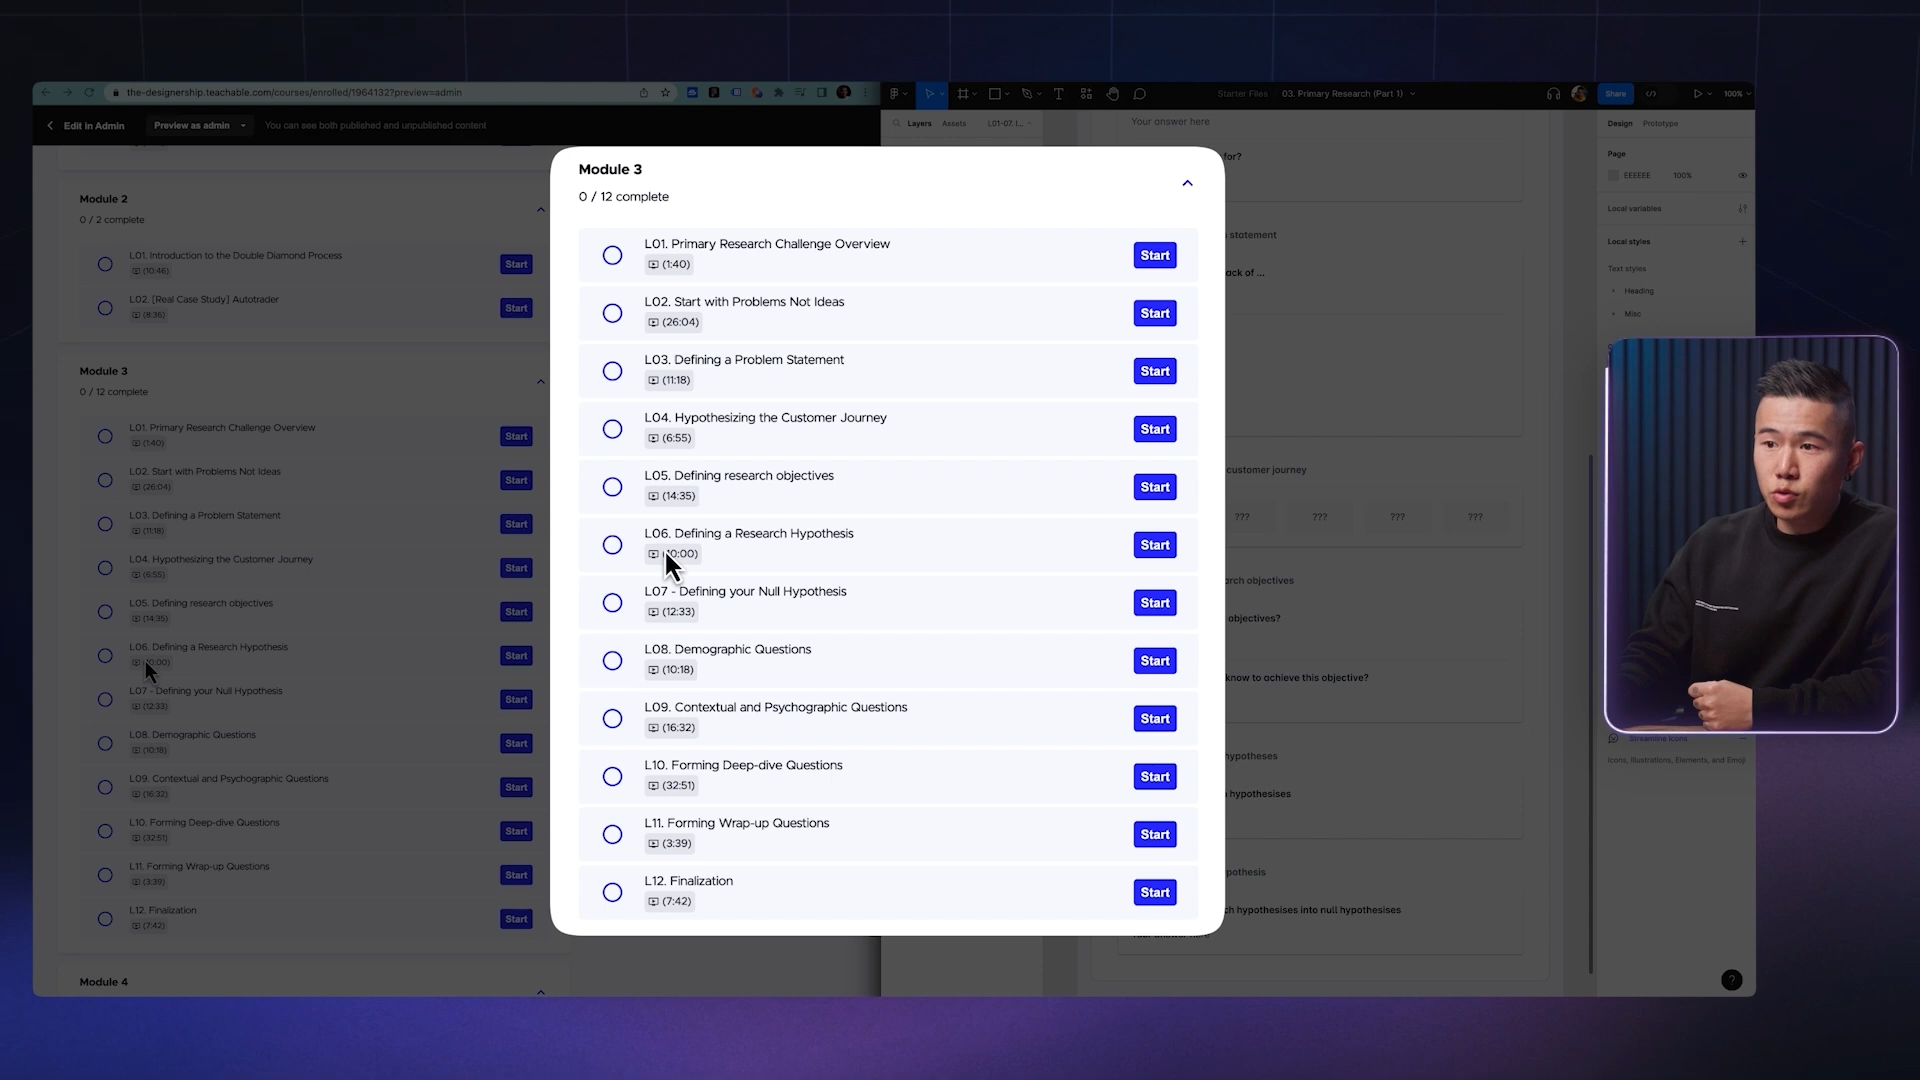 the-designership.teachable.com/courses/enrolled/1964132?preview=admin
Edit in Admin
Preview as admin
You can see both published and unpublished content
Module 2
0 / 2 complete
L01. Introduction to the Double Diamond Process
(10:46)
Start
L02. [Real Case Study] Autotrader
(8:36)
Start
Module 3
0 / 12 complete
L01. Primary Research Challenge Overview
(1:40)
Start
L02. Start with Problems Not Ideas
(26:04)
Start
L03. Defining a Problem Statement
(11:18)
Start
L04. Hypothesizing the Customer Journey
(6:55)
Start
L05. Defining research objectives
(14:35)
Start
L06. Defining a Research Hypothesis
0:00)
Start
L07 - Defining your Null Hypothesis
(12:33)
Start
L08. Demographic Questions
(10:18)
Start
L09. Contextual and Psychographic Questions
(16:32)
Start
L10. Forming Deep-dive Questions
(32:51)
Start
L11. Forming Wrap-up Questions
(3:39)
Start
L12. Finalization
(7:42)
Start
Module 4
Module 3
0 / 12 complete
L01. Primary Research Challenge Overview
(1:40)
Start
L02. Start with Problems Not Ideas
(26:04)
Start
L03. Defining a Problem Statement
(11:18)
Start
L04. Hypothesizing the Customer Journey
(6:55)
Start
L05. Defining research objectives
(14:35)
Start
L06. Defining a Research Hypothesis
0:00)
Start
L07 - Defining your Null Hypothesis
(12:33)
Start
L08. Demographic Questions
(10:18)
Start
L09. Contextual and Psychographic Questions
(16:32)
Start
L10. Forming Deep-dive Questions
(32:51)
Start
L11. Forming Wrap-up Questions
(3:39)
Start
L12. Finalization
(7:42)
Start
Starter Files
03. Primary Research (Part 1)
Share
100%
Layers
Assets
L01-07. I...
Your answer here
for?
statement
ack of ...
customer journey
???
???
???
???
objectives
objectives?
know to achieve this objective?
hypotheses
hypothesises
hypothesises into null hypothesises
Design
Prototype
Page
EEEEEE
100%
Local variables
Local styles
Text styles
Heading
Misc
Streamline Icons
Icons, Illustrations, Elements, and Emoji
?